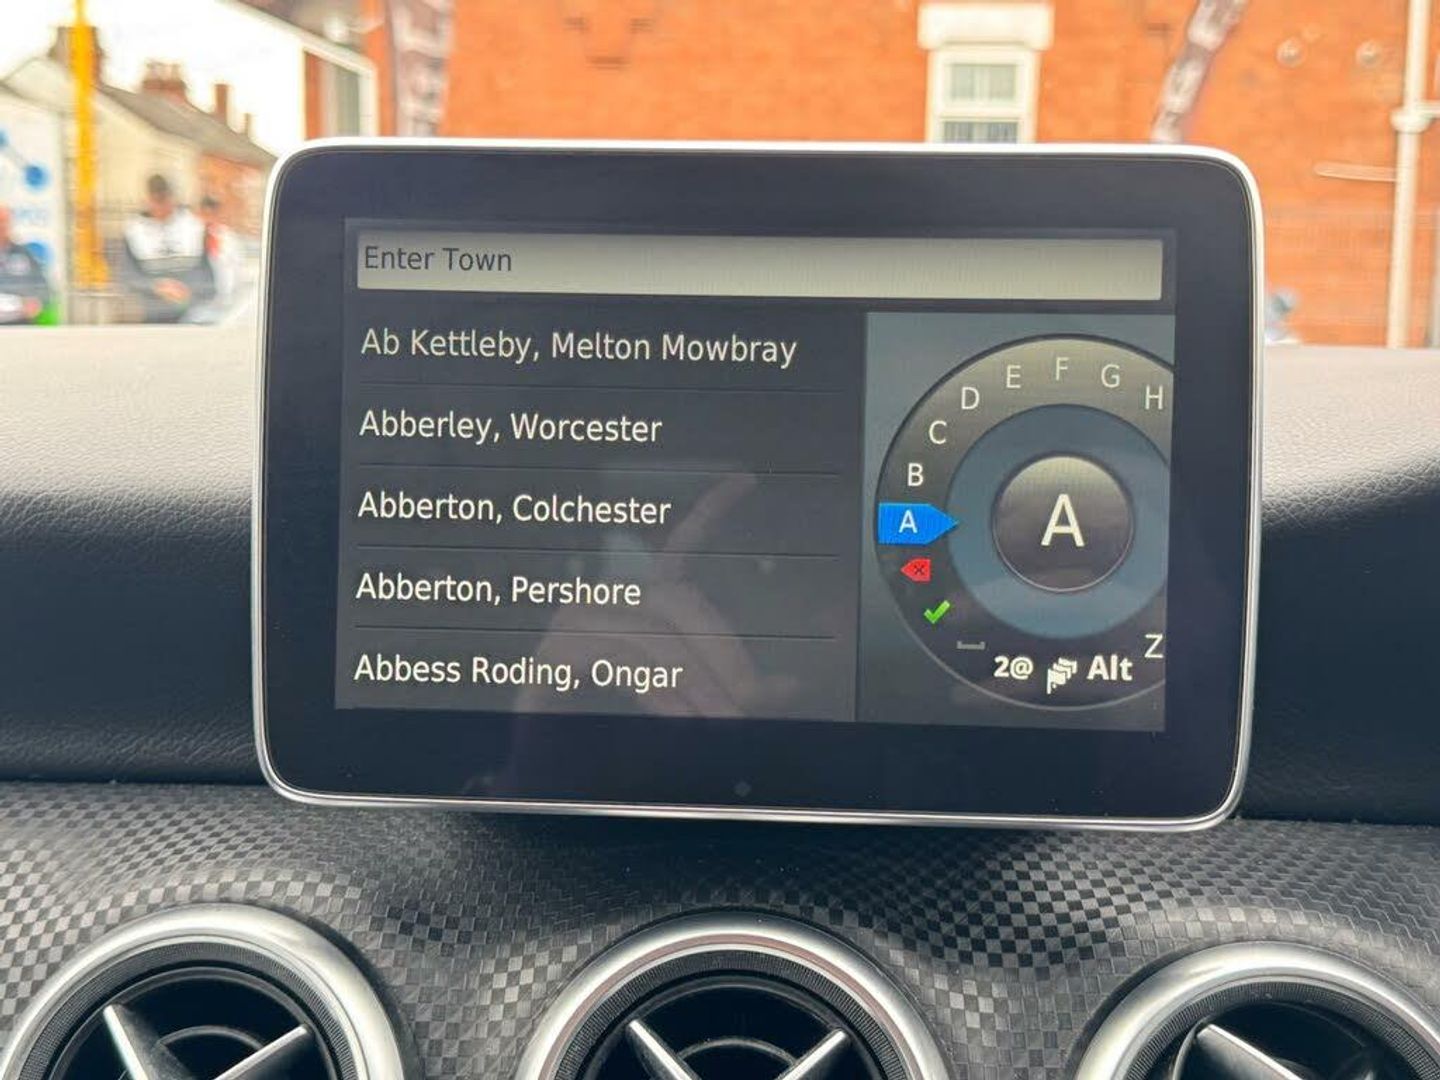 Enter Town
Ab Kettleby, Melton Mowbray
Abberley, Worcester
Abberton, Colchester
Abberton, Pershore
Abbess Roding, Ongar
H
G
F
E
D
C
B
A
A
2@
Alt
Z